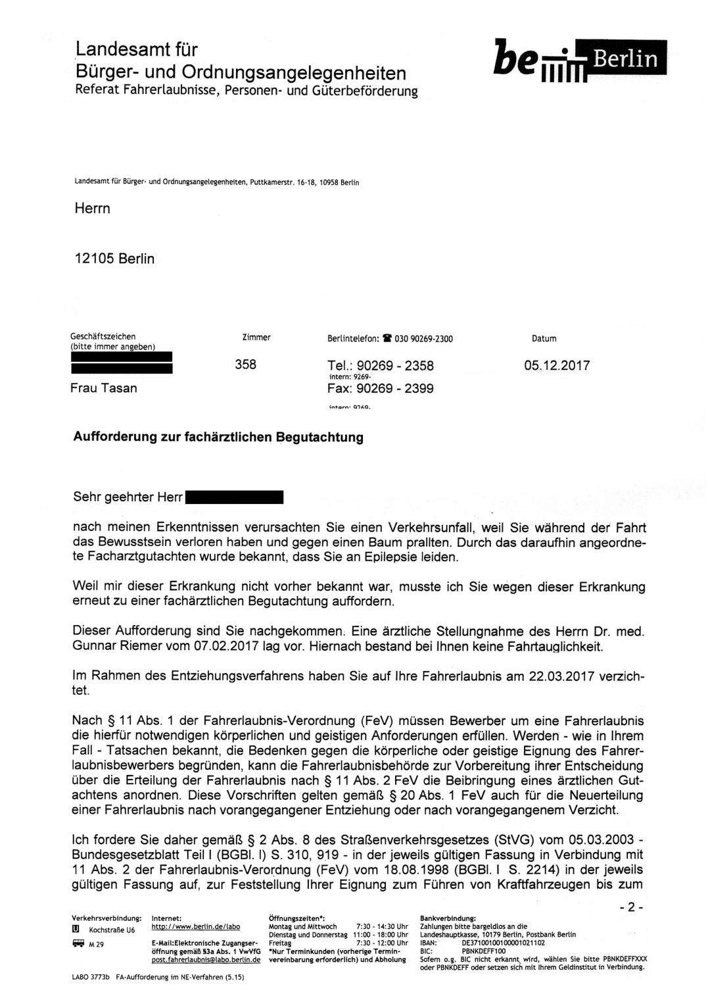 Landesamt für
Bürger- und Ordnungsangelegenheiten
Referat Fahrerlaubnisse, Personen- und Güterbeförderung
be Berlin
Landesamt für Bürger- und Ordnungsangelegenheiten, Puttkamerstr. 16-18, 10958 Berlin
Herrn
12105 Berlin
Geschäftszeichen
(bitte immer angeben)
Zimmer
Berlintelefon: ☎ 030 90269-2300
Datum
358
Tel.: 90269 - 2358
05.12.2017
intern: 9269-
Frau Tasan
Fax: 90269 - 2399
intern: 9269-
Aufforderung zur fachärztlichen Begutachtung
Sehr geehrter Herr
nach meinen Erkenntnissen verursachten Sie einen Verkehrsunfall, weil Sie während der Fahrt
das Bewusstsein verloren haben und gegen einen Baum prallten. Durch das daraufhin angeordne-
te Facharztgutachten wurde bekannt, dass Sie an Epilepsie leiden.
Weil mir dieser Erkrankung nicht vorher bekannt war, musste ich Sie wegen dieser Erkrankung
erneut zu einer fachärztlichen Begutachtung auffordern.
Dieser Aufforderung sind Sie nachgekommen. Eine ärztliche Stellungnahme des Herrn Dr. med.
Gunnar Riemer vom 07.02.2017 lag vor. Hiernach bestand bei Ihnen keine Fahrtauglichkeit.
Im Rahmen des Entziehungsverfahrens haben Sie auf Ihre Fahrerlaubnis am 22.03.2017 verzich-
tet.
Nach § 11 Abs. 1 der Fahrerlaubnis-Verordnung (FeV) müssen Bewerber um eine Fahrerlaubnis
die hierfür notwendigen körperlichen und geistigen Anforderungen erfüllen. Werden - wie in Ihrem
Fall - Tatsachen bekannt, die Bedenken gegen die körperliche oder geistige Eignung des Fahrer-
laubnisbewerbers begründen, kann die Fahrerlaubnisbehörde zur Vorbereitung ihrer Entscheidung
über die Erteilung der Fahrerlaubnis nach § 11 Abs. 2 FeV die Beibringung eines ärztlichen Gut-
achtens anordnen. Diese Vorschriften gelten gemäß § 20 Abs. 1 FeV auch für die Neuerteilung
einer Fahrerlaubnis nach vorangegangener Entziehung oder nach vorangegangenem Verzicht.
Ich fordere Sie daher gemäß § 2 Abs. 8 des Straßenverkehrsgesetzes (StVG) vom 05.03.2003 -
Bundesgesetzblatt Teil I (BGBl. I) S. 310, 919 - in der jeweils gültigen Fassung in Verbindung mit
11 Abs. 2 der Fahrerlaubnis-Verordnung (FeV) vom 18.08.1998 (BGBl. I S. 2214) in der jeweils
gültigen Fassung auf, zur Feststellung Ihrer Eignung zum Führen von Kraftfahrzeugen bis zum
- 2 -
Verkehrsverbindung:
U Kochstraße U6
M 29
Internet:
http://www.berlin.de/labo
E-Mail:Elektronische Zugangser-
öffnung gemäß §3a Abs. 1 VwVfG
post.fahrerlaubnis@labo.berlin.de
Öffnungszeiten*:
Montag und Mittwoch 7:30 - 14:30 Uhr
Dienstag und Donnerstag 11:00 - 18:00 Uhr
Freitag 7:30 - 12:00 Uhr
*Nur Terminkunden (vorherige Termin-
vereinbarung erforderlich) und Abholung
Bankverbindung:
Zahlungen bitte bargeldlos an die
Landeshauptkasse, 10179 Berlin, Postbank Berlin
IBAN: DE37100100100001021102
BIC: PBNKDEFF100
Sofern o.g. BIC nicht erkannt wird, wählen Sie bitte PBNKDEFFXXX
oder PBNKDEFF oder setzen sich mit Ihrem Geldinstitut in Verbindung.
LABO 3773b FA-Aufforderung im NE-Verfahren (5.15)